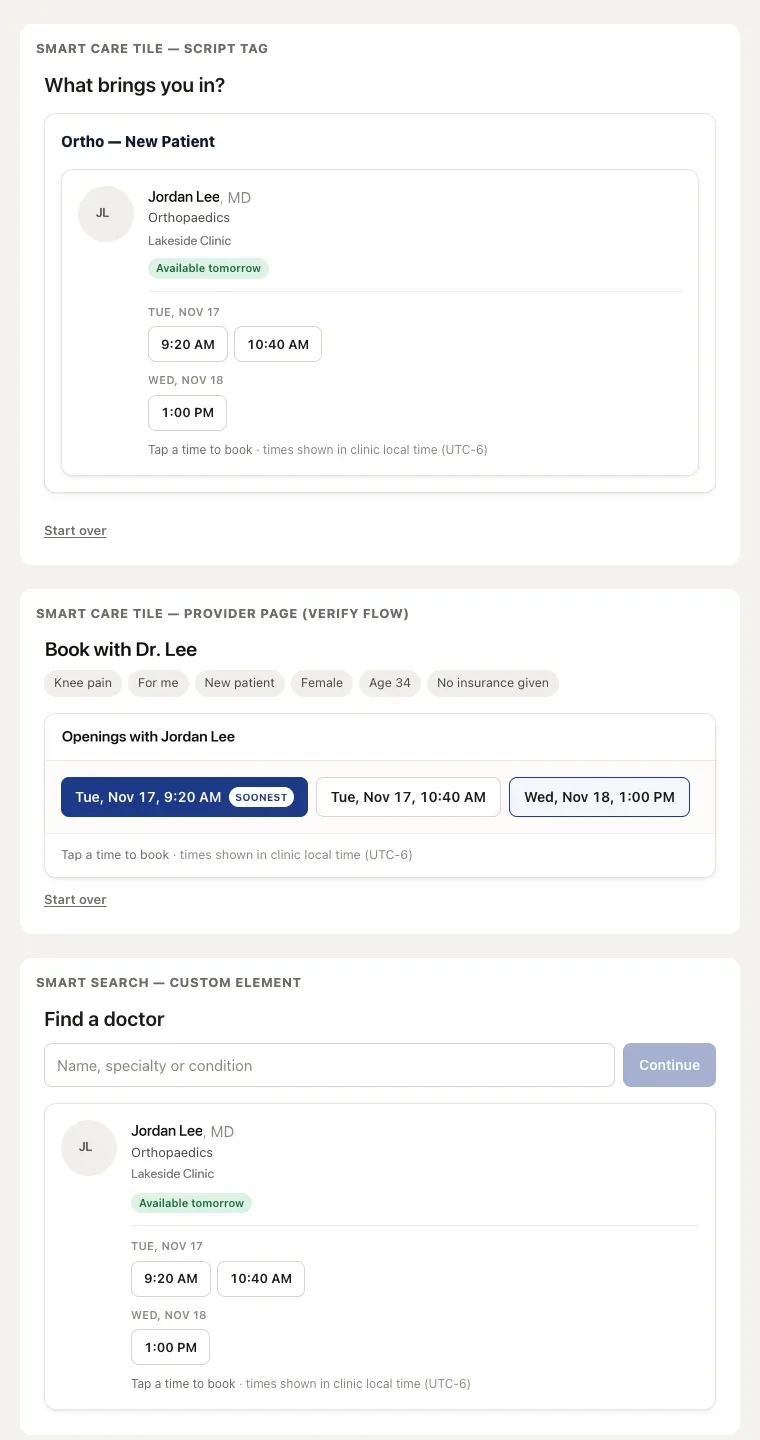 SMART CARE TILE — SCRIPT TAG
What brings you in?
Ortho — New Patient
JL
Jordan Lee, MD
Orthopaedics
Lakeside Clinic
Available tomorrow
TUE, NOV 17
9:20 AM 10:40 AM
WED, NOV 18
1:00 PM
Tap a time to book · times shown in clinic local time (UTC-6)
Start over
SMART CARE TILE — PROVIDER PAGE (VERIFY FLOW)
Book with Dr. Lee
Knee pain For me New patient Female Age 34 No insurance given
Openings with Jordan Lee
Tue, Nov 17, 9:20 AM SOONEST Tue, Nov 17, 10:40 AM Wed, Nov 18, 1:00 PM
Tap a time to book · times shown in clinic local time (UTC-6)
Start over
SMART SEARCH — CUSTOM ELEMENT
Find a doctor
Name, specialty or condition Continue
JL
Jordan Lee, MD
Orthopaedics
Lakeside Clinic
Available tomorrow
TUE, NOV 17
9:20 AM 10:40 AM
WED, NOV 18
1:00 PM
Tap a time to book · times shown in clinic local time (UTC-6)